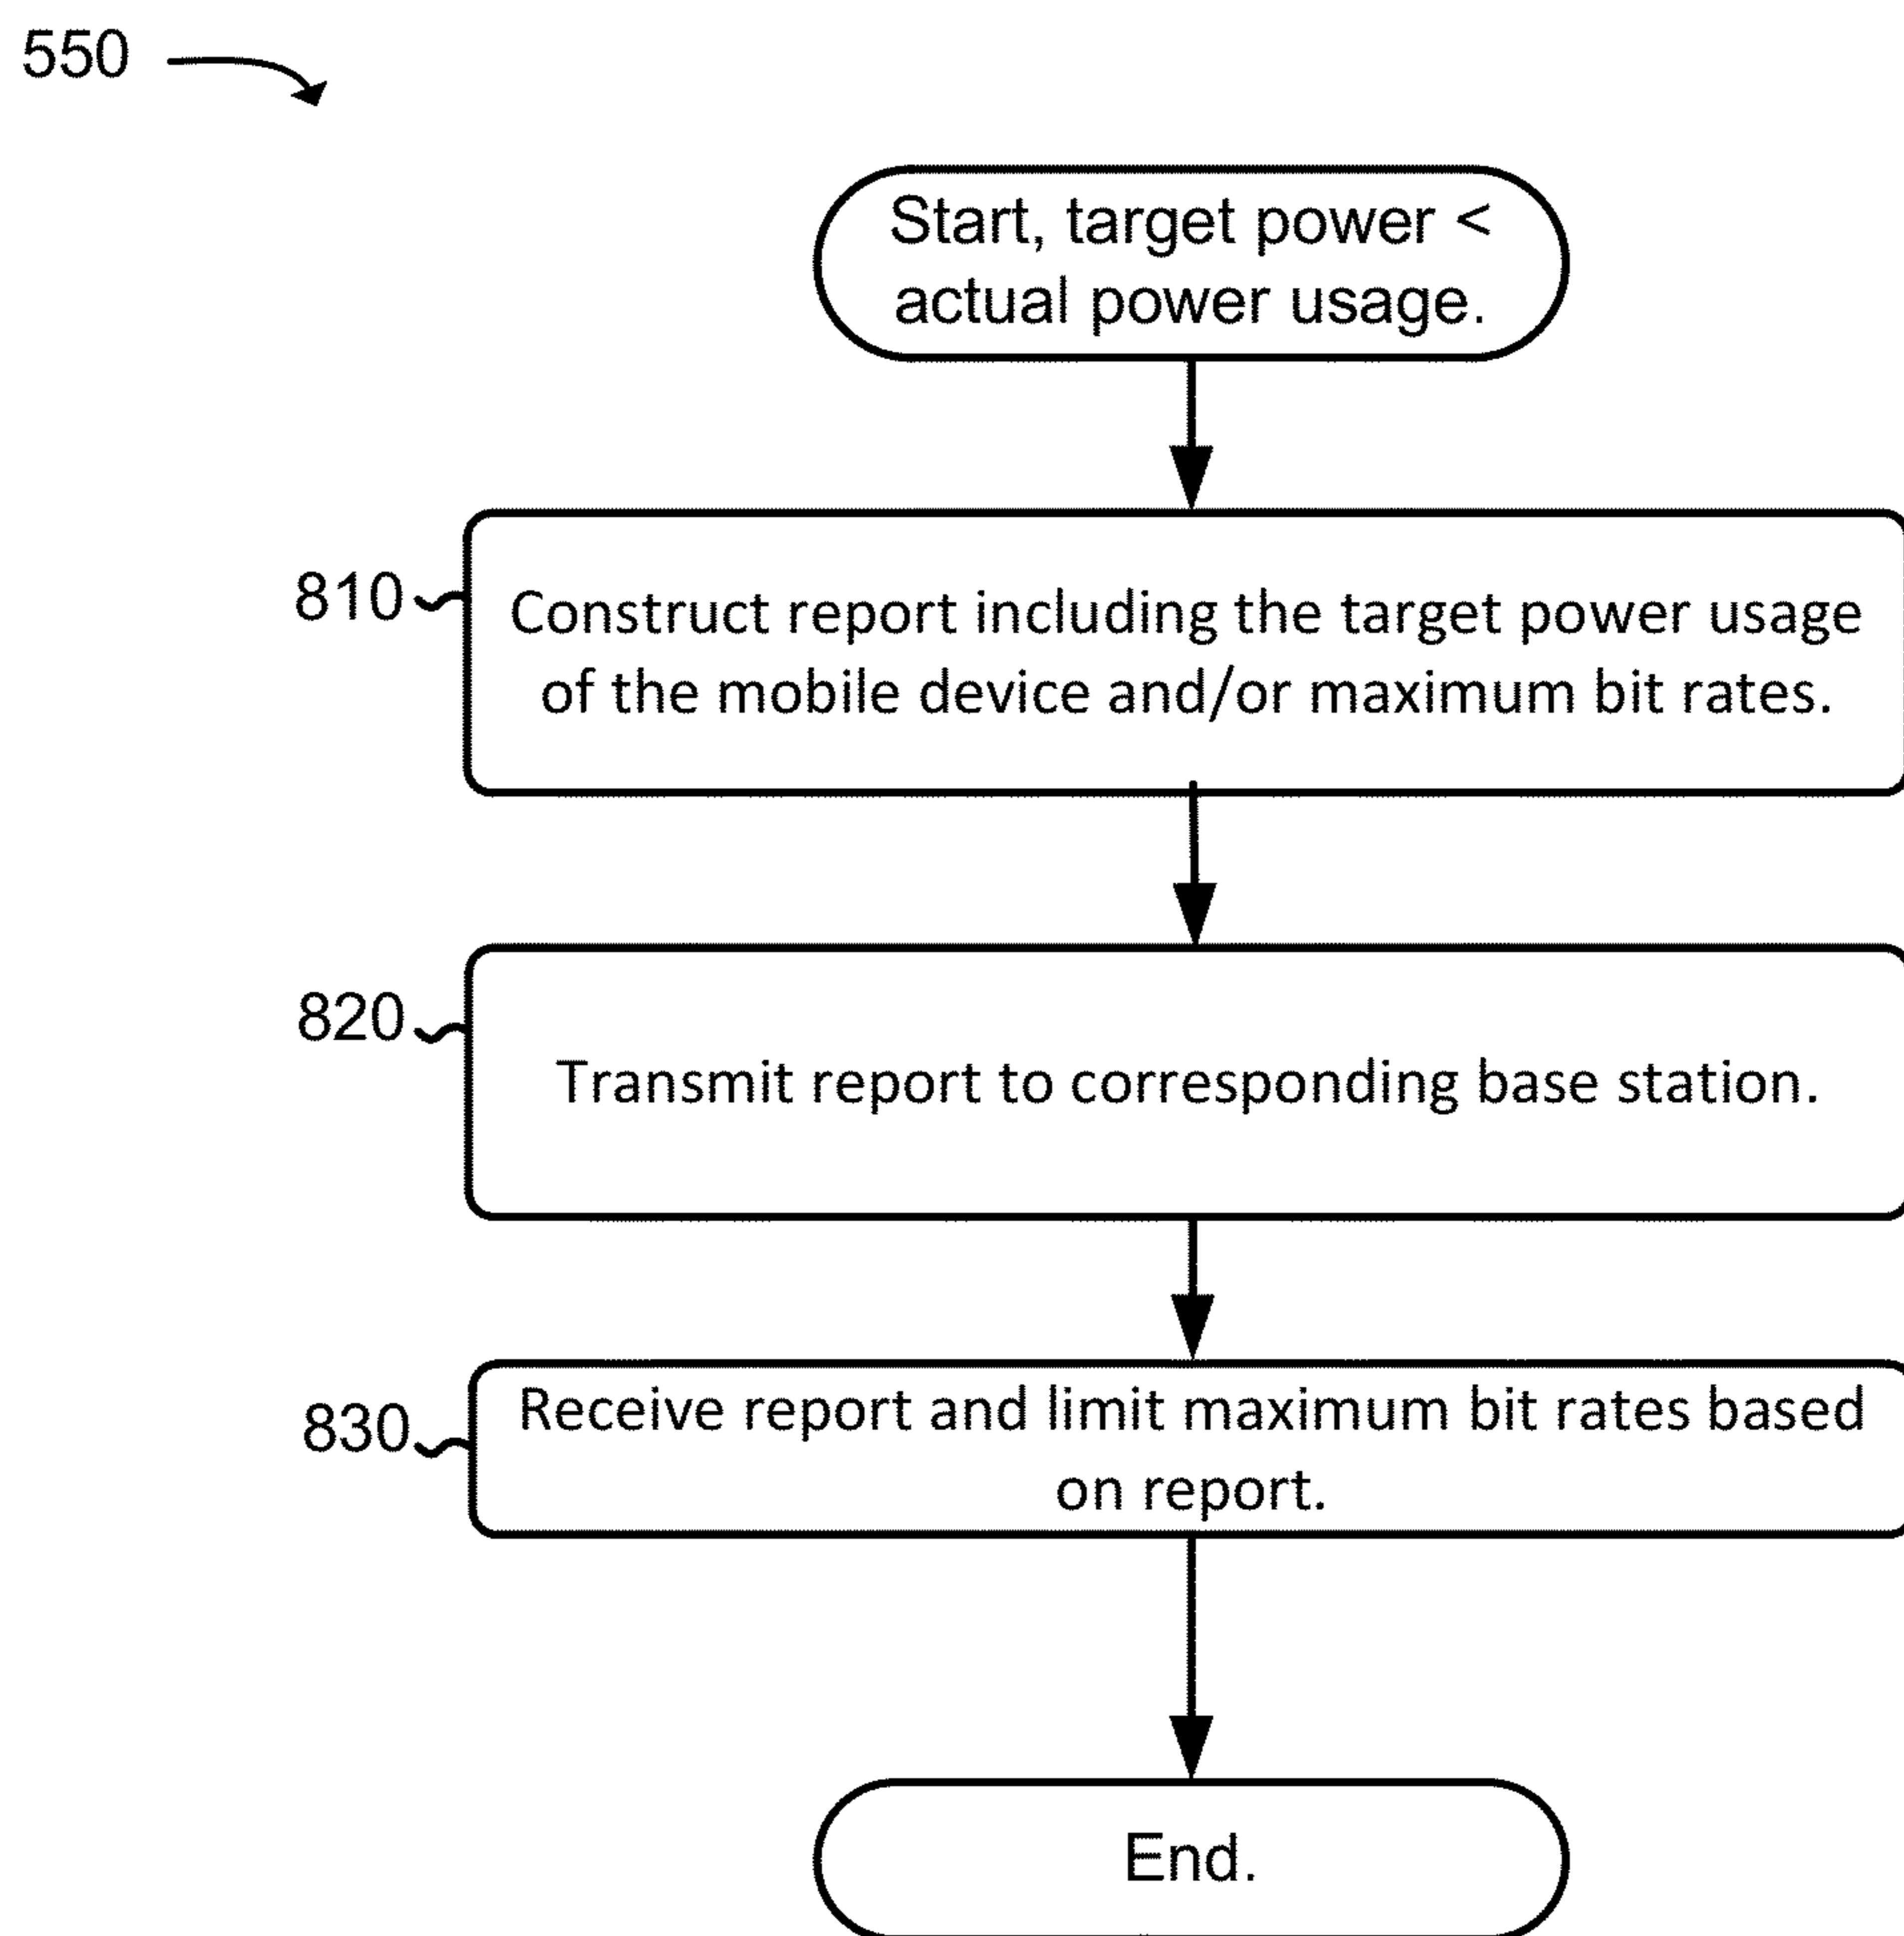 550
Start, target power <
actual power usage.
810
Construct report including the target power usage
of the mobile device and/or maximum bit rates.
820
Transmit report to corresponding base station.
830
Receive report and limit maximum bit rates based
on report.
End.